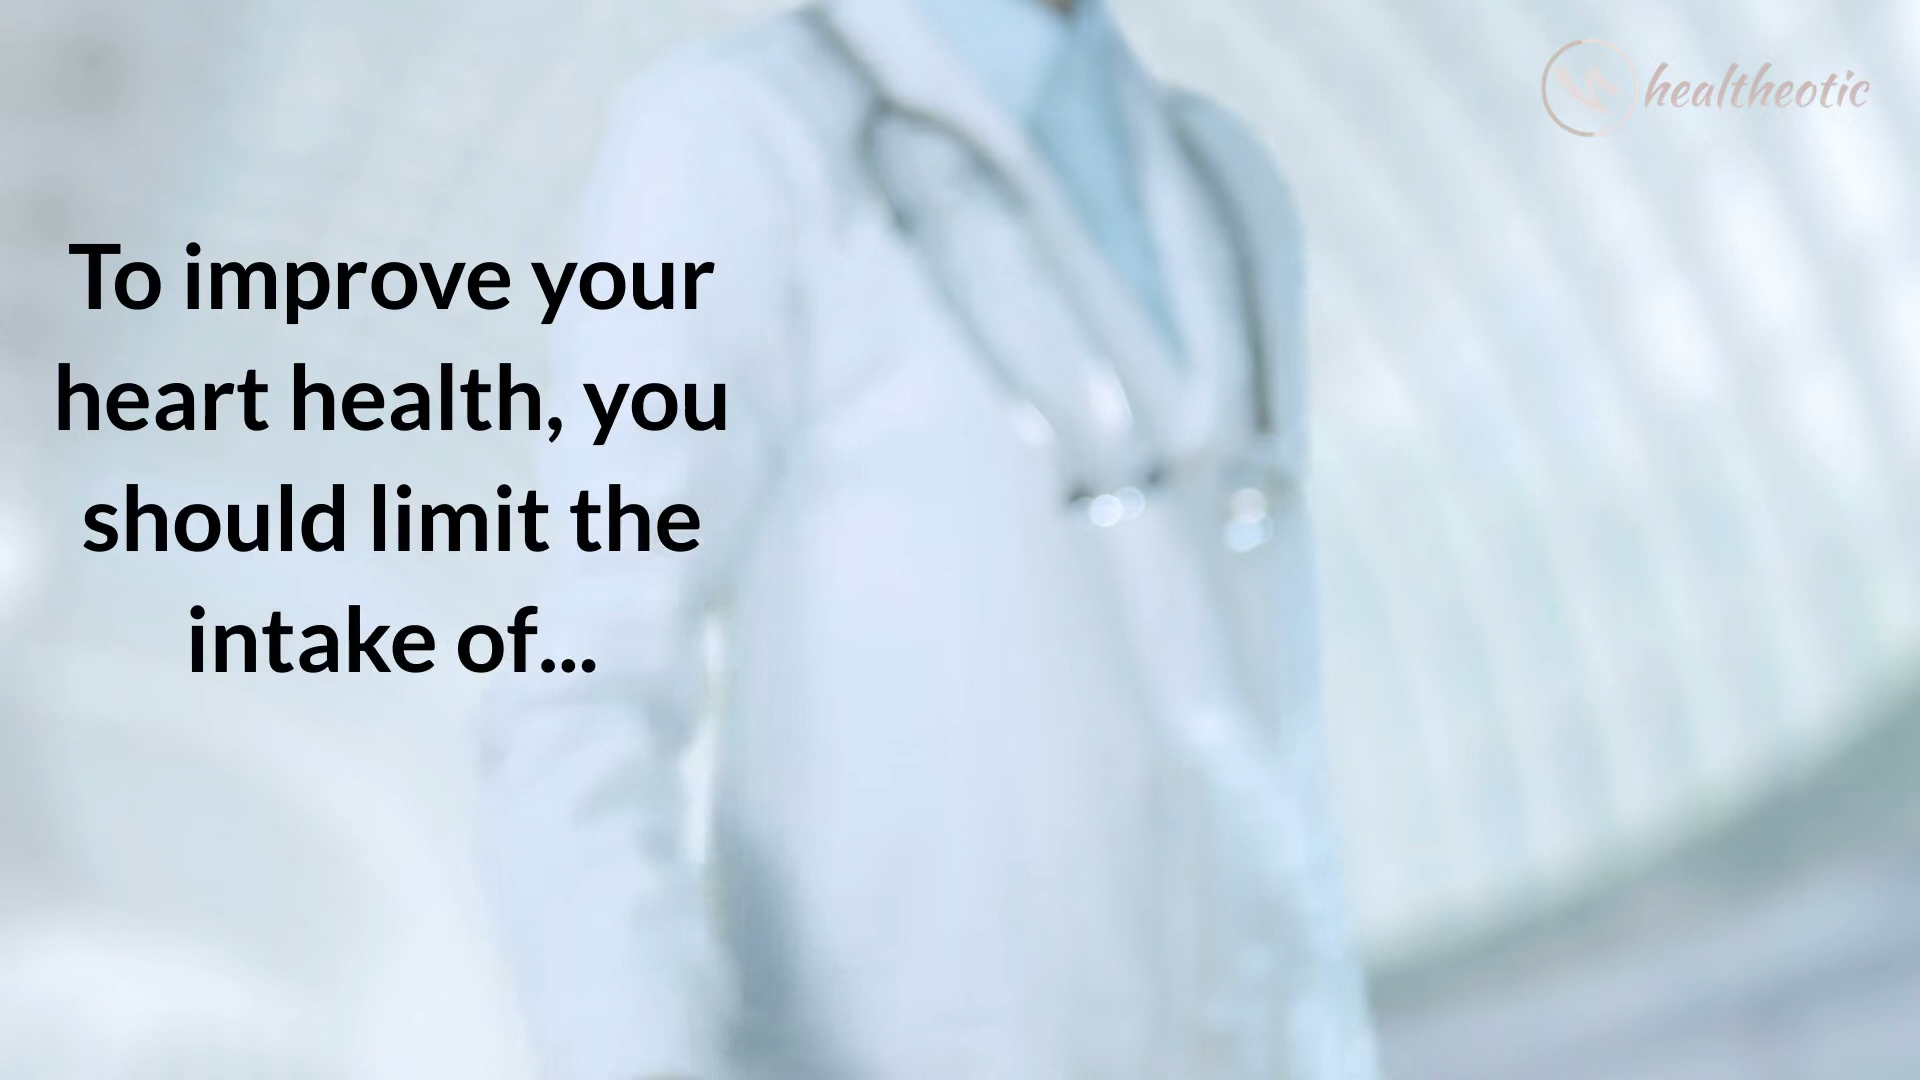 healtheotic
To improve your
heart health, you
should limit the
intake of...